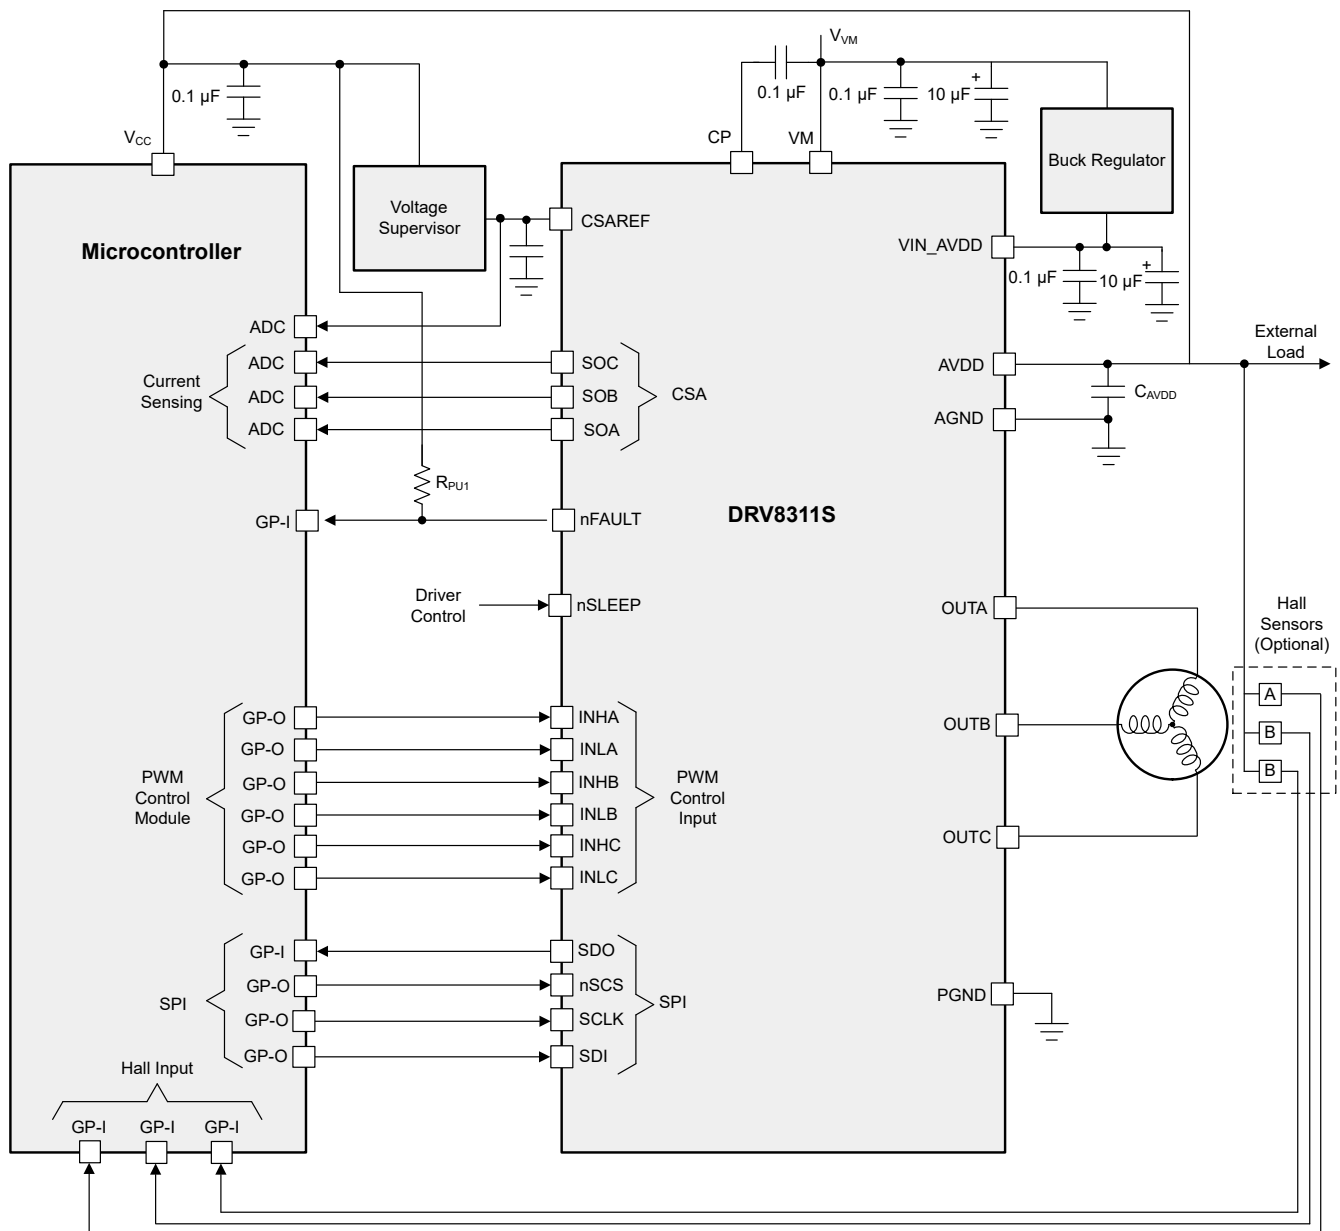 V_VM
0.1 µF
0.1 µF
0.1 µF
10 µF
+
V_CC
CP
VM
Buck Regulator
Voltage
Supervisor
CSAREF
Microcontroller
VIN_AVDD
0.1 µF
10 µF
+
ADC
External
Load
ADC
SOC
AVDD
Current
Sensing
ADC
SOB
CSA
C_AVDD
ADC
SOA
AGND
R_PU1
GP-I
nFAULT
DRV8311S
Driver
Control
nSLEEP
OUTA
Hall
Sensors
(Optional)
A
B
B
GP-O
INHA
OUTB
GP-O
INLA
PWM
Control
Module
GP-O
INHB
PWM
Control
Input
GP-O
INLB
GP-O
INHC
OUTC
GP-O
INLC
GP-I
SDO
SPI
GP-O
nSCS
SPI
PGND
GP-O
SCLK
GP-O
SDI
Hall Input
GP-I
GP-I
GP-I